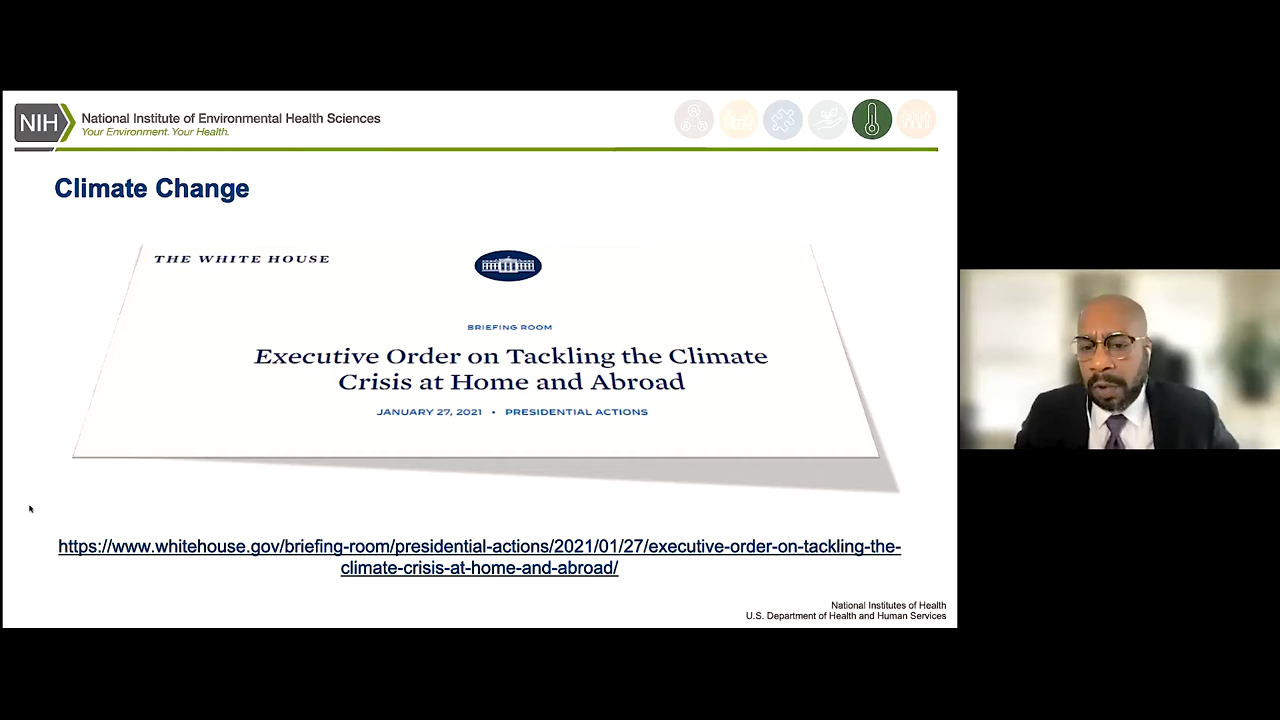 NIH
National Institute of Environmental Health Sciences
Your Environment. Your Health.
Climate Change
THE WHITE HOUSE
BRIEFING ROOM
Executive Order on Tackling the Climate
Crisis at Home and Abroad
JANUARY 27, 2021 • PRESIDENTIAL ACTIONS
https://www.whitehouse.gov/briefing-room/presidential-actions/2021/01/27/executive-order-on-tackling-the-
climate-crisis-at-home-and-abroad/
National Institutes of Health
U.S. Department of Health and Human Services